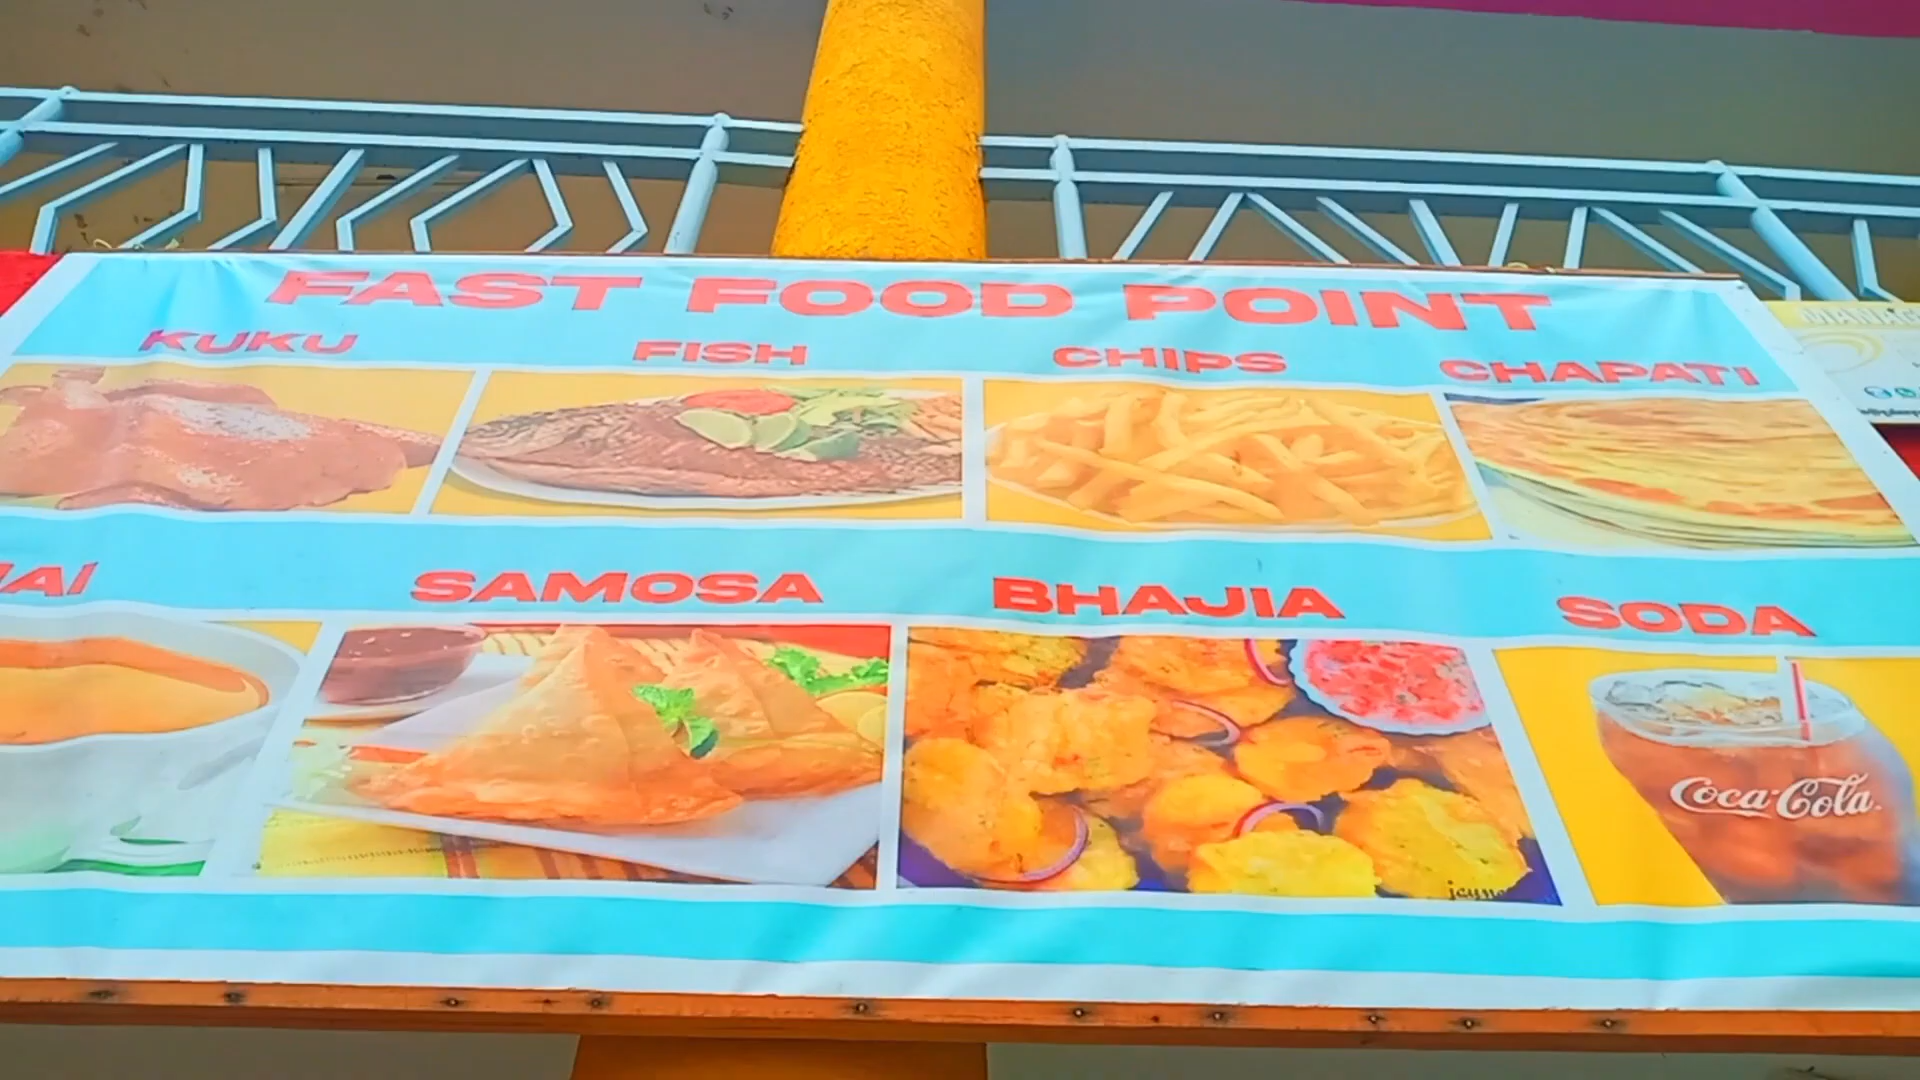 FAST FOOD POINT
KUKU
FISH
CHIPS
CHAPATI
SAMOSA
BHAJIA
SODA
Coca-Cola